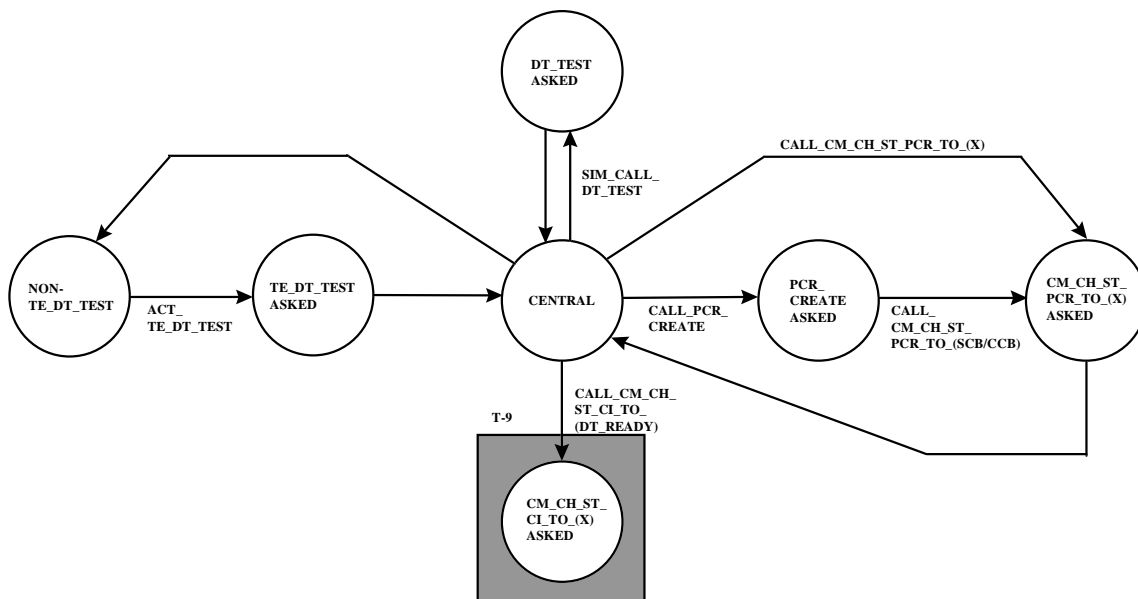 DT_TEST
ASKED
CALL_CM_CH_ST_PCR_TO_(X)
SIM_CALL_
DT_TEST
NON-
TE_DT_TEST
ACT_
TE_DT_TEST
TE_DT_TEST
ASKED
CENTRAL
CALL_PCR_
CREATE
PCR_
CREATE
ASKED
CALL_
CM_CH_ST_
PCR_TO_(SCB/CCB)
CM_CH_ST_
PCR_TO_(X)
ASKED
CALL_CM_CH_
ST_CI_TO_
(DT_READY)
T-9
CM_CH_ST_
CI_TO_(X)
ASKED